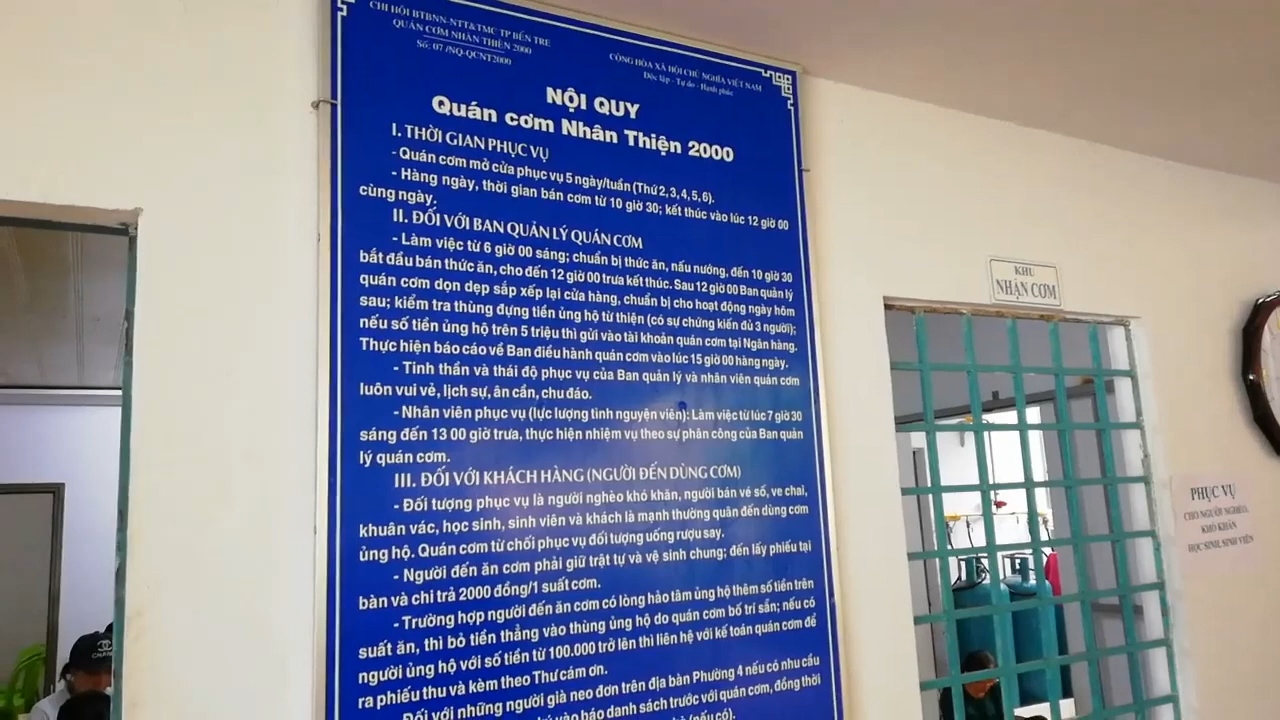 CHI HỘI BTBNN-NTT&TMC TP BẾN TRE
QUÁN CƠM NHÂN THIỆN 2000
Số: 07 /NQ-QCNT2000
CỘNG HÒA XÃ HỘI CHỦ NGHĨA VIỆT NAM
Độc lập - Tự do - Hạnh phúc
NỘI QUY
Quán cơm Nhân Thiện 2000
I. THỜI GIAN PHỤC VỤ
- Quán cơm mở cửa phục vụ 5 ngày/tuần (Thứ 2, 3, 4, 5, 6).
- Hàng ngày, thời gian bán cơm từ 10 giờ 30; kết thúc vào lúc 12 giờ 00
cùng ngày.
II. ĐỐI VỚI BAN QUẢN LÝ QUÁN CƠM
- Làm việc từ 6 giờ 00 sáng; chuẩn bị thức ăn, nấu nướng, đến 10 giờ 30
bắt đầu bán thức ăn, cho đến 12 giờ 00 trưa kết thúc. Sau 12 giờ 00 Ban quản lý
quán cơm dọn dẹp sắp xếp lại cửa hàng, chuẩn bị cho hoạt động ngày hôm
sau; kiểm tra thùng đựng tiền ủng hộ từ thiện (có sự chứng kiến đủ 3 người);
nếu số tiền ủng hộ trên 5 triệu thì gửi vào tài khoản quán cơm tại Ngân hàng.
Thực hiện báo cáo về Ban điều hành quán cơm vào lúc 15 giờ 00 hàng ngày.
- Tinh thần và thái độ phục vụ của Ban quản lý và nhân viên quán cơm
luôn vui vẻ, lịch sự, ân cần, chu đáo.
- Nhân viên phục vụ (lực lượng tình nguyện viên): Làm việc từ lúc 7 giờ 30
sáng đến 13 00 giờ trưa, thực hiện nhiệm vụ theo sự phân công của Ban quản
lý quán cơm.
III. ĐỐI VỚI KHÁCH HÀNG (NGƯỜI ĐẾN DÙNG CƠM)
- Đối tượng phục vụ là người nghèo khó khăn, người bán vé số, ve chai,
khuân vác, học sinh, sinh viên và khách là mạnh thường quân đến dùng cơm
ủng hộ. Quán cơm từ chối phục vụ đối tượng uống rượu say.
- Người đến ăn cơm phải giữ trật tự và vệ sinh chung; đến lấy phiếu tại
bàn và chi trả 2000 đồng/1 suất cơm.
- Trường hợp người đến ăn cơm có lòng hảo tâm ủng hộ thêm số tiền trên
suất ăn, thì bỏ tiền thẳng vào thùng ủng hộ do quán cơm bố trí sẵn; nếu có
người ủng hộ với số tiền từ 100.000 trở lên thì liên hệ với kế toán quán cơm để
ra phiếu thu và kèm theo Thư cám ơn.
Đối với những người già neo đơn trên địa bàn Phường 4 nếu có nhu cầu
vào báo danh sách trước với quán cơm, đồng thời
(nếu có).
KHU
NHẬN CƠM
PHỤC VỤ
CHO NGƯỜI NGHÈO,
KHÓ KHĂN
HỌC SINH, SINH VIÊN